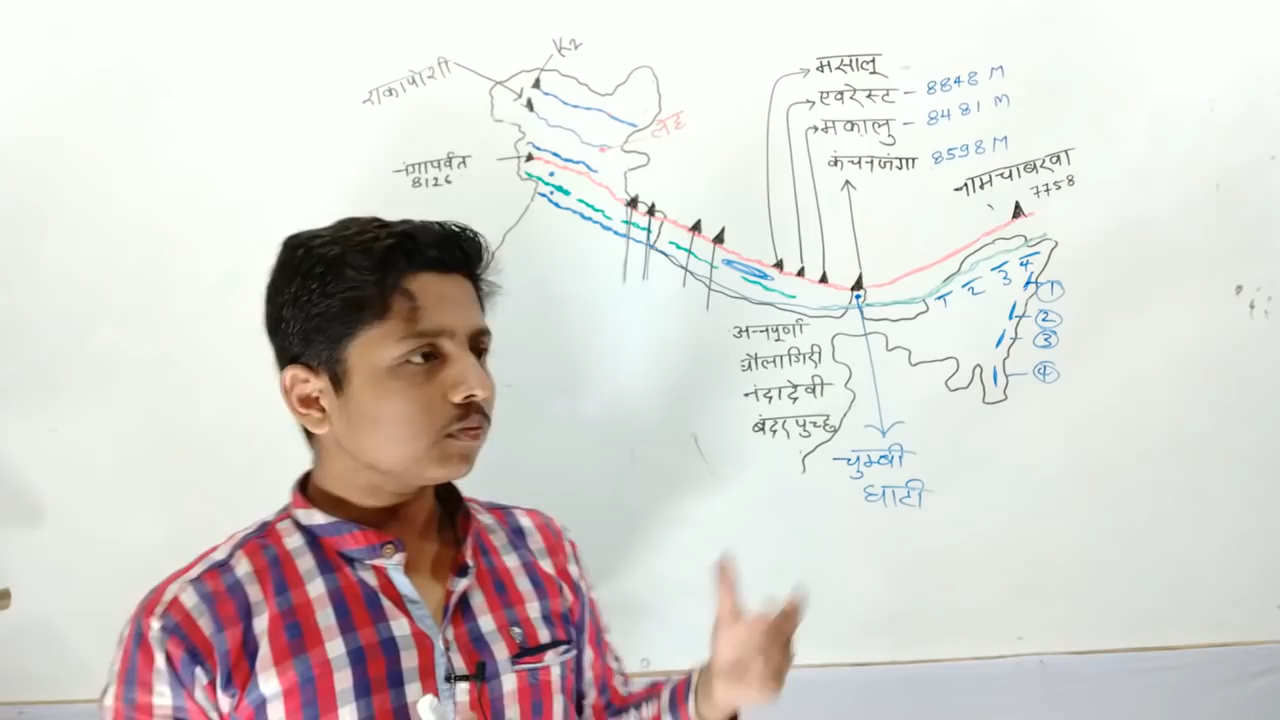 K2
राकापोशी
लेह
नंगापर्वत
8126
मसालू
एवरेस्ट - 8848 M
मकालु - 8481 M
कंचनजंगा 8598 M
नामचाबरवा
7758
1 2 3 4
①
②
③
④
अन्नपूर्णा
धौलागिरी
नंदादेवी
बंदरपुच्छ
चुम्बी
घाटी